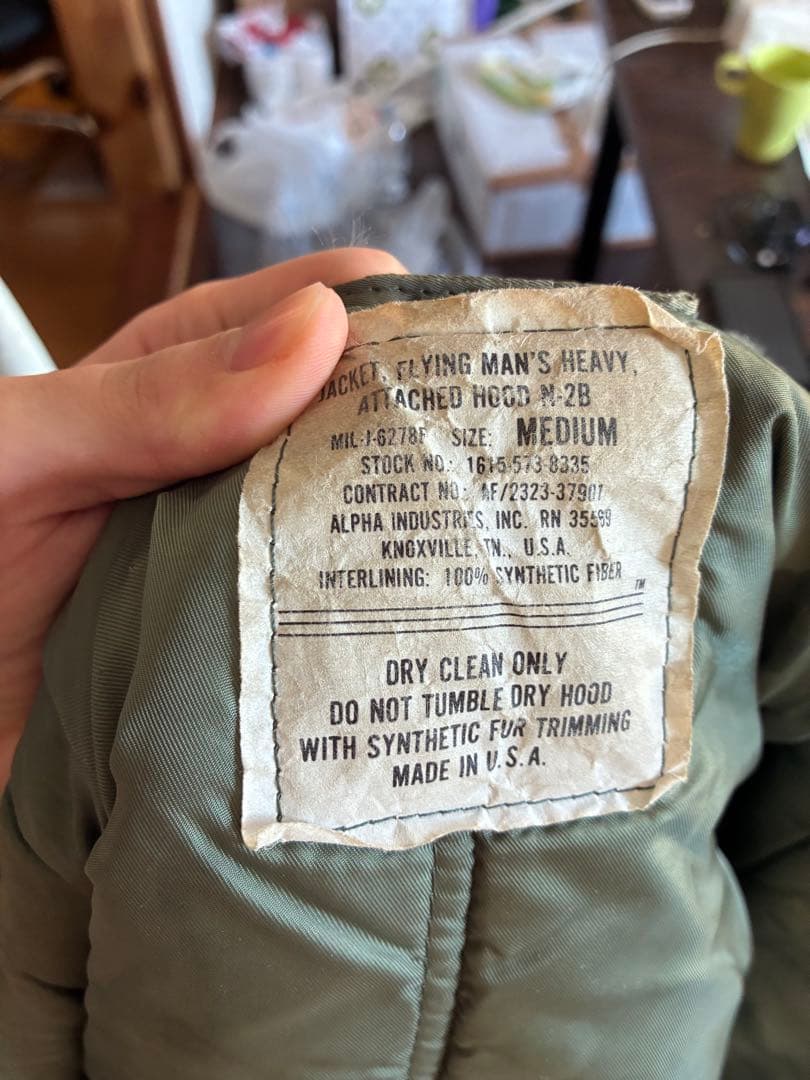 JACKET, FLYING MAN'S HEAVY,
ATTACHED HOOD N-2B
MIL-J-6278F SIZE: MEDIUM
STOCK NO.: 1615-573-8335
CONTRACT NO.: AF/2323-37901
ALPHA INDUSTRIES, INC. RN 35599
KNOXVILLE, TN., U.S.A.
INTERLINING: 100% SYNTHETIC FIBER
TM
DRY CLEAN ONLY
DO NOT TUMBLE DRY HOOD
WITH SYNTHETIC FUR TRIMMING
MADE IN U.S.A.